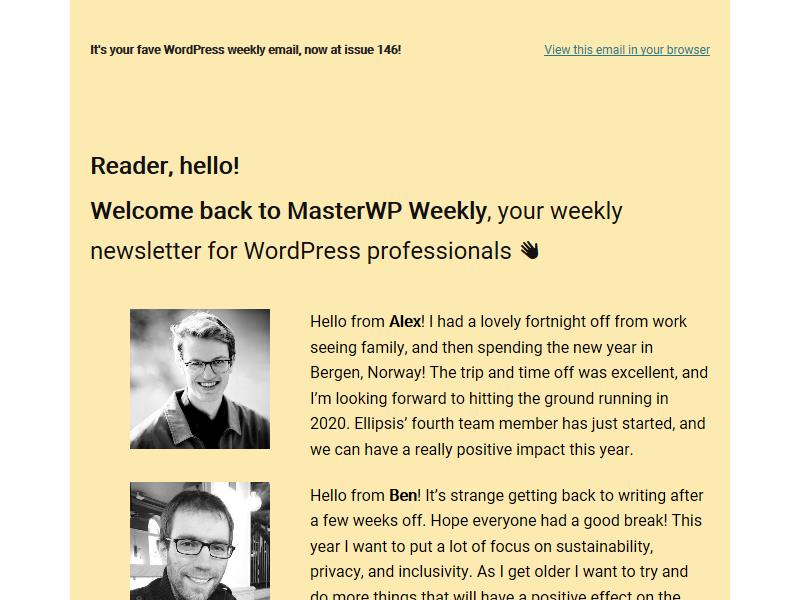 It's your fave WordPress weekly email, now at issue 146!
View this email in your browser
Reader, hello!
Welcome back to MasterWP Weekly, your weekly
newsletter for WordPress professionals 👋
Hello from Alex! I had a lovely fortnight off from work
seeing family, and then spending the new year in
Bergen, Norway! The trip and time off was excellent, and
I’m looking forward to hitting the ground running in
2020. Ellipsis’ fourth team member has just started, and
we can have a really positive impact this year.
Hello from Ben! It’s strange getting back to writing after
a few weeks off. Hope everyone had a good break! This
year I want to put a lot of focus on sustainability,
privacy, and inclusivity. As I get older I want to try and
do more things that will have a positive effect on the